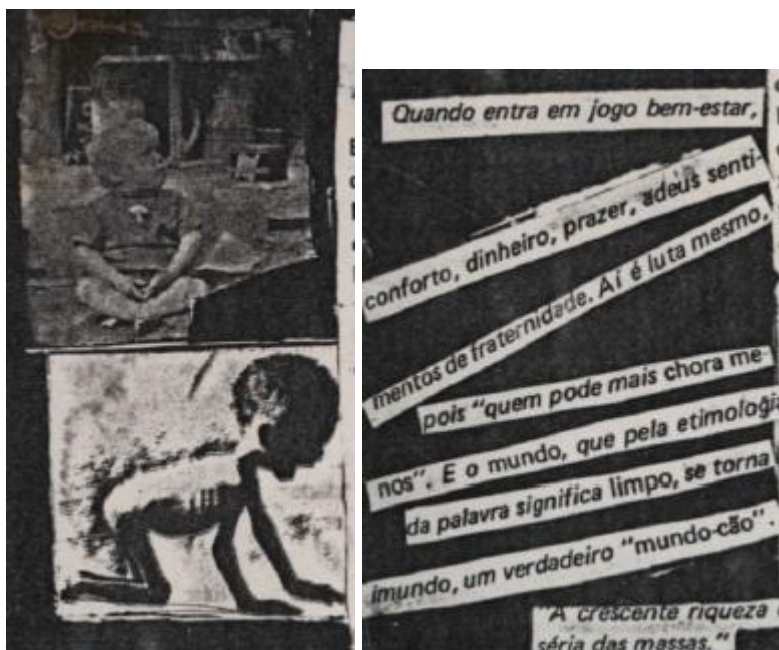 Quando entra em jogo bem-estar,
conforto, dinheiro, prazer, adeus senti-
mentos de fraternidade. Aí é luta mesmo,
pois "quem pode mais chora me-
nos". E o mundo, que pela etimologia
da palavra significa limpo, se torna
imundo, um verdadeiro "mundo-cão".
"A crescente riqueza
séria das massas."